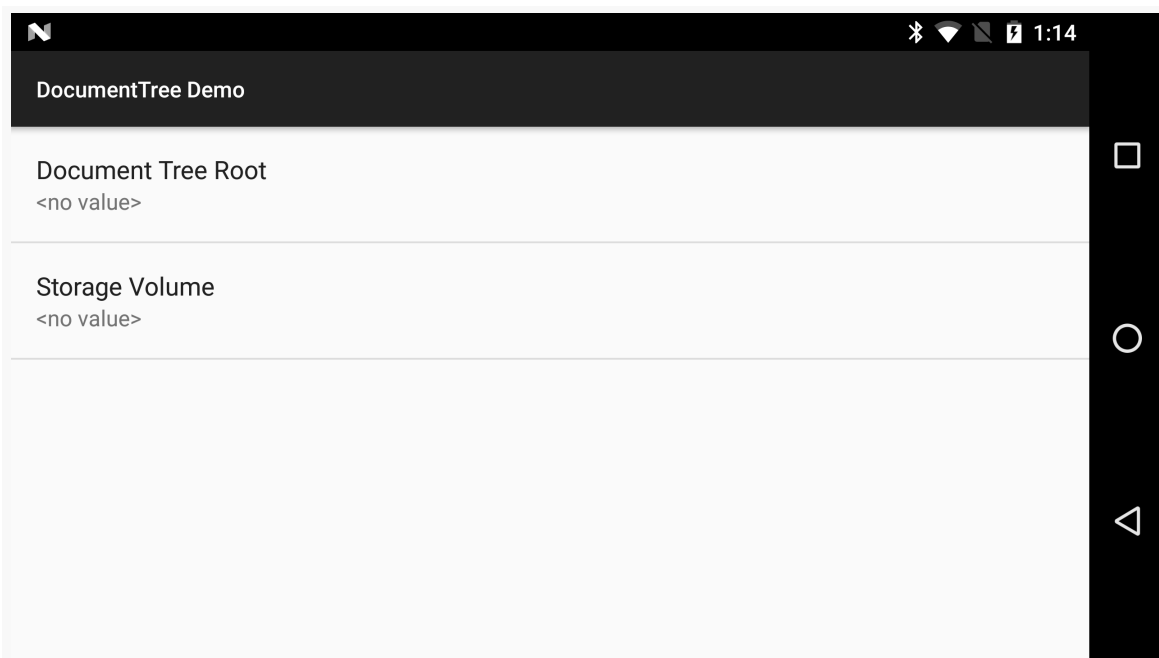 1:14
DocumentTree Demo
Document Tree Root
<no value>
Storage Volume
<no value>